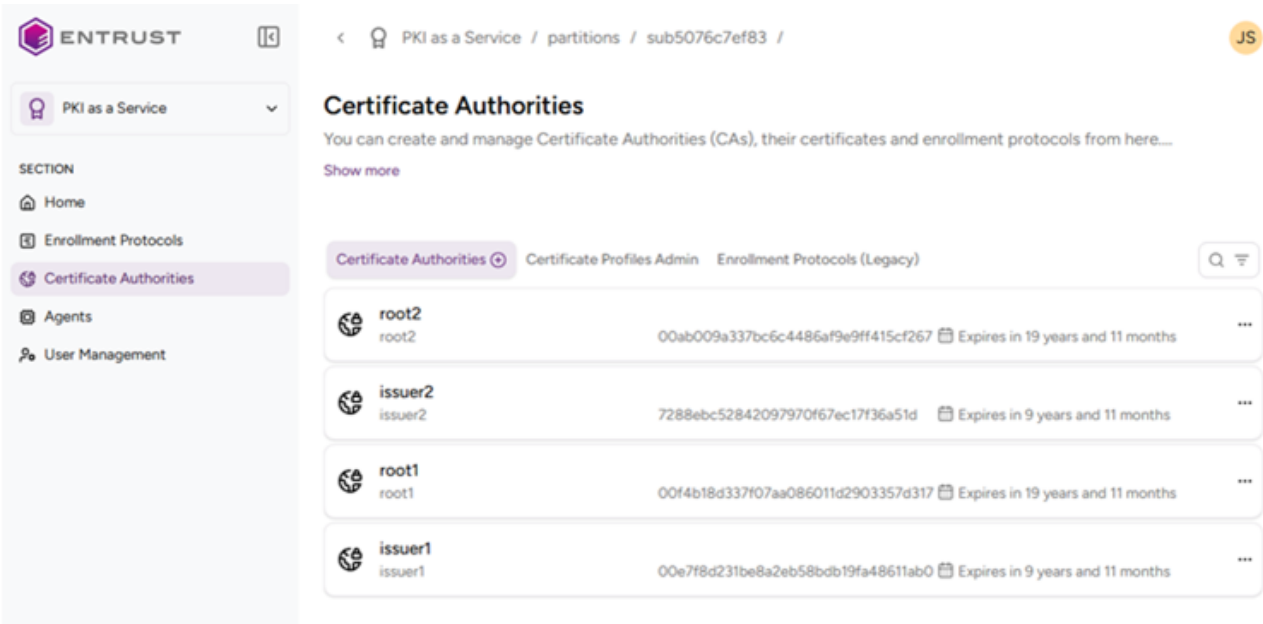 ENTRUST
PKI as a Service
SECTION
Home
Enrollment Protocols
Certificate Authorities
Agents
User Management
PKI as a Service / partitions / sub5076c7ef83 /
JS
Certificate Authorities
You can create and manage Certificate Authorities (CAs), their certificates and enrollment protocols from here....
Show more
Certificate Authorities Certificate Profiles Admin Enrollment Protocols (Legacy)
root2
root2 00ab009a337bc6c4486af9e9ff415cf267 Expires in 19 years and 11 months
issuer2
issuer2 7288ebc52842097970f67ec17f36a51d Expires in 9 years and 11 months
root1
root1 00f4b18d337f07aa086011d2903357d317 Expires in 19 years and 11 months
issuer1
issuer1 00e7f8d231be8a2eb58bdb19fa48611ab0 Expires in 9 years and 11 months